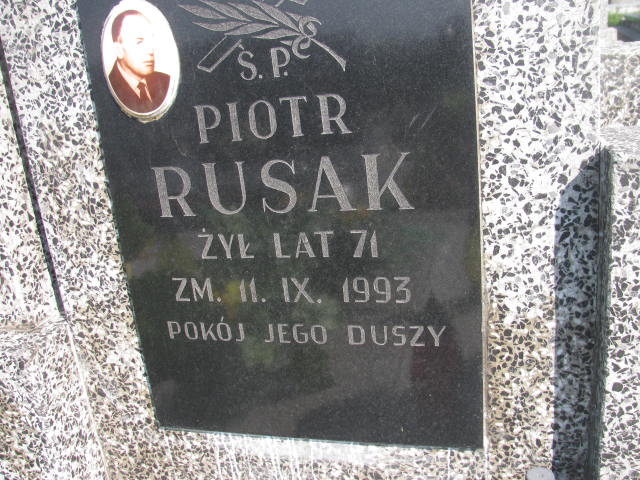 Ś.P.
PIOTR
RUSAK
ŻYŁ LAT 71
ZM. 11. IX. 1993
POKÓJ JEGO DUSZY